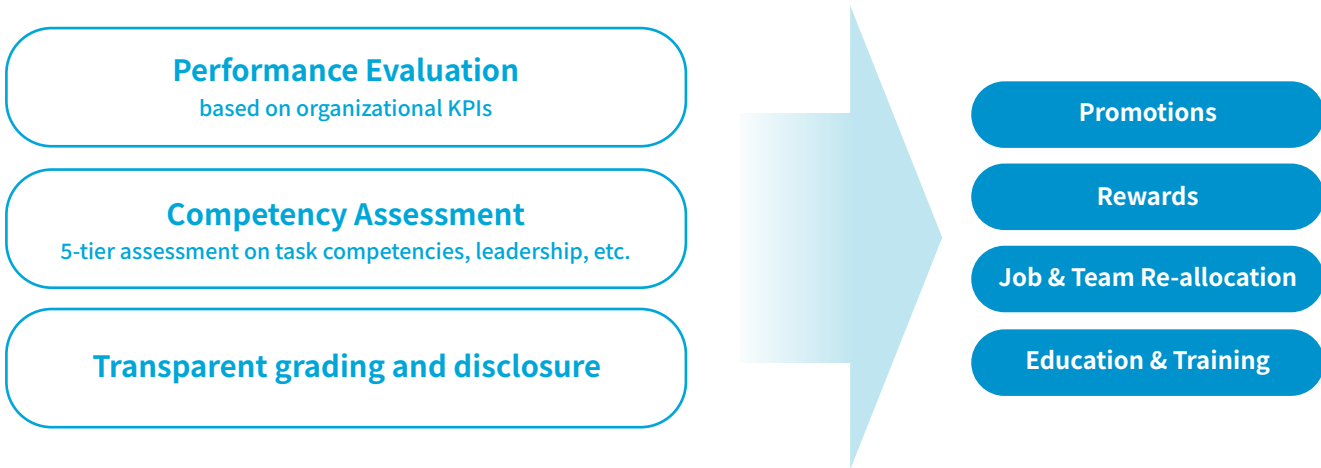 Performance Evaluation
based on organizational KPIs
Competency Assessment
5-tier assessment on task competencies, leadership, etc.
Transparent grading and disclosure
Promotions
Rewards
Job & Team Re-allocation
Education & Training